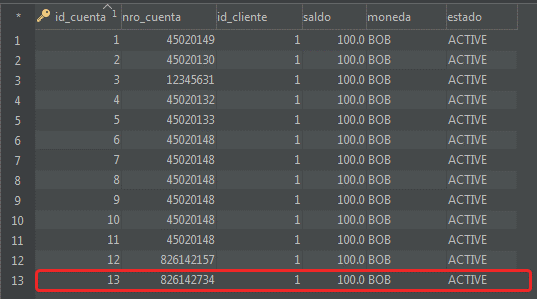 * id_cuenta 1 nro_cuenta id_cliente saldo moneda estado
1 1 45020149 1 100.0 BOB ACTIVE
2 2 45020130 1 100.0 BOB ACTIVE
3 3 12345631 1 100.0 BOB ACTIVE
4 4 45020132 1 100.0 BOB ACTIVE
5 5 45020133 1 100.0 BOB ACTIVE
6 6 45020148 1 100.0 BOB ACTIVE
7 7 45020148 1 100.0 BOB ACTIVE
8 8 45020148 1 100.0 BOB ACTIVE
9 9 45020148 1 100.0 BOB ACTIVE
10 10 45020148 1 100.0 BOB ACTIVE
11 11 45020148 1 100.0 BOB ACTIVE
12 12 826142157 1 100.0 BOB ACTIVE
13 13 826142734 1 100.0 BOB ACTIVE